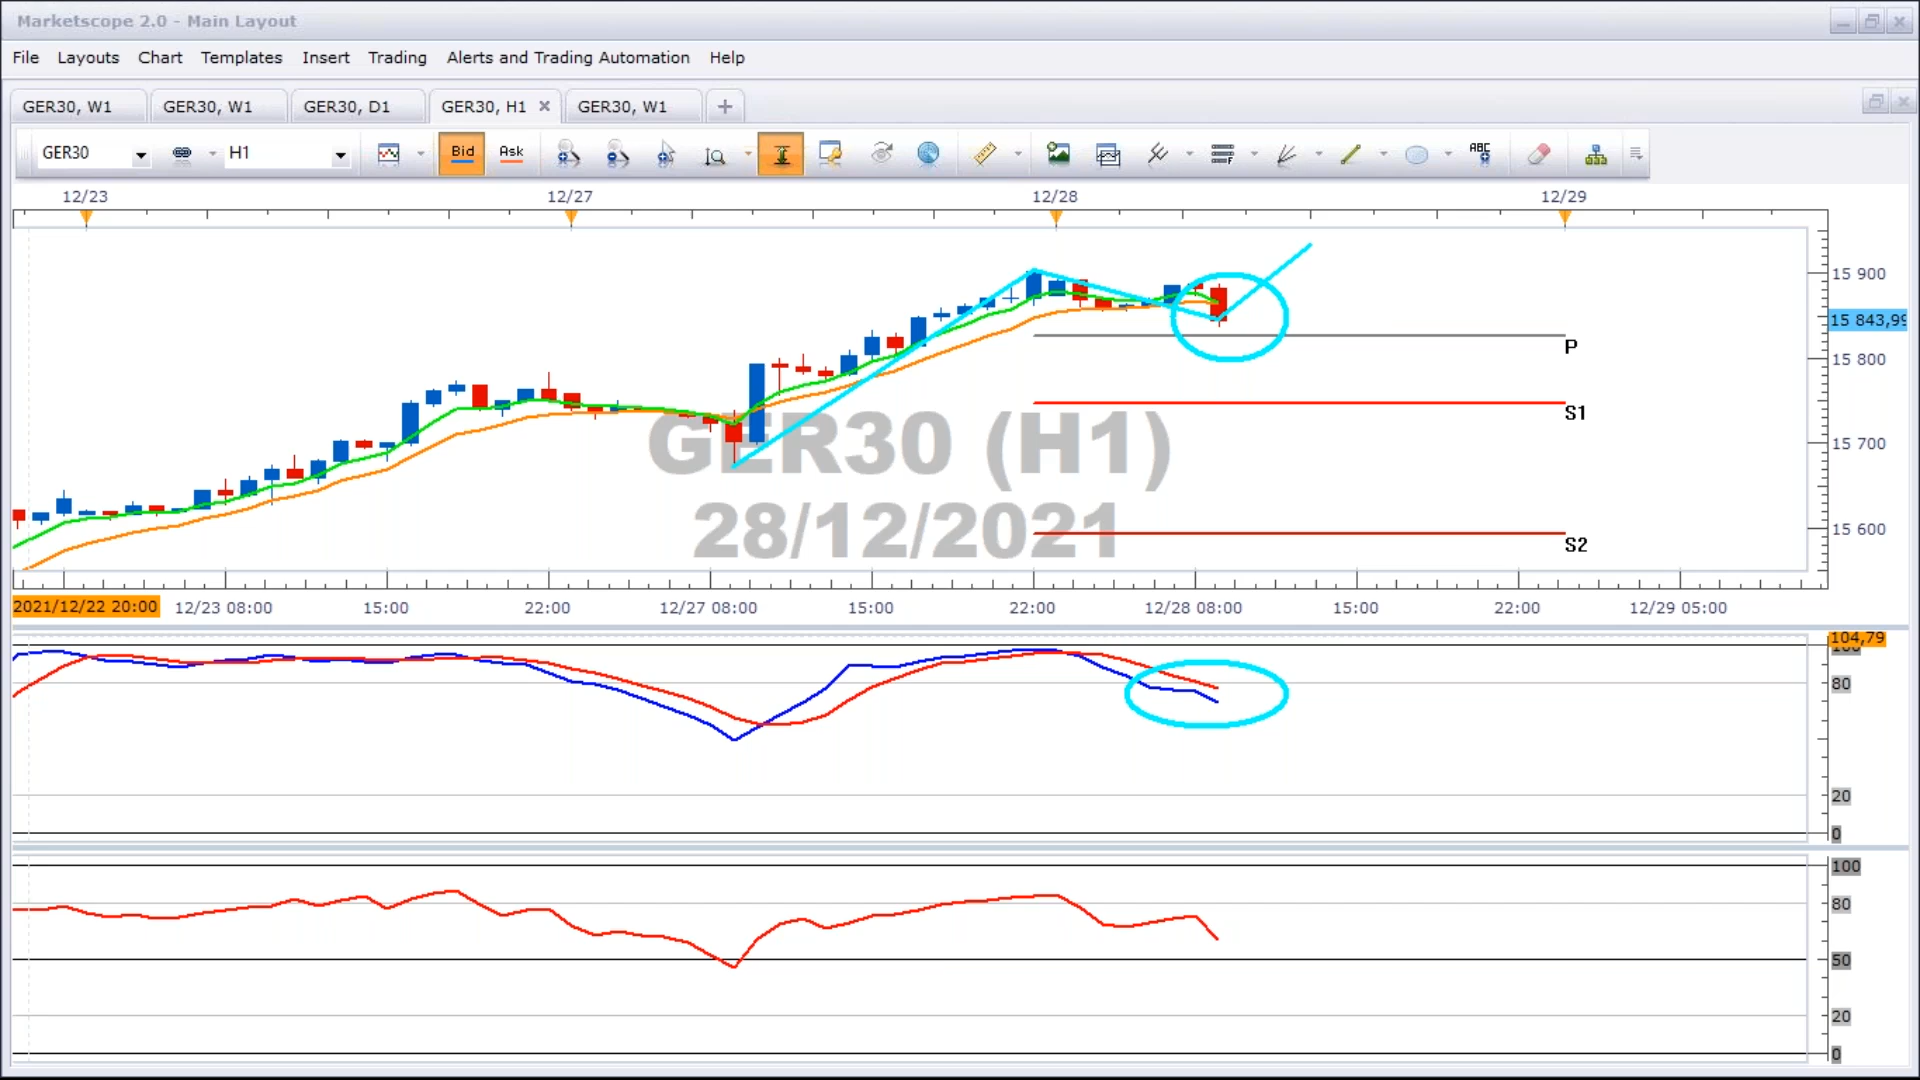 Marketscope 2.0 - Main Layout
File Layouts Chart Templates Insert Trading Alerts and Trading Automation Help
GER30, W1 GER30, W1 GER30, D1 GER30, H1 GER30, W1
GER30 H1 Bid Ask ABC
12/23 12/27 12/28 12/29
15 900
15 843,99
P
15 800
S1
GER30 (H1)
15 700
28/12/2021
15 600
S2
2021/12/22 20:00 12/23 08:00 15:00 22:00 12/27 08:00 15:00 22:00 12/28 08:00 15:00 22:00 12/29 05:00
104,79
100
80
20
0
100
80
50
20
0